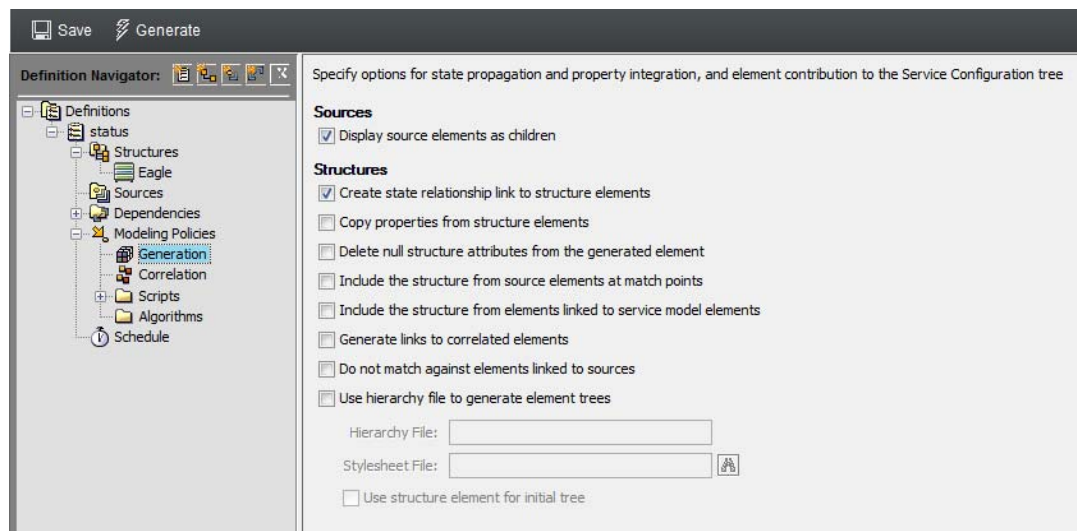 Save Generate
Definition Navigator:
Definitions
status
Structures
Eagle
Sources
Dependencies
Modeling Policies
Generation
Correlation
Scripts
Algorithms
Schedule
Specify options for state propagation and property integration, and element contribution to the Service Configuration tree
Sources
Display source elements as children
Structures
Create state relationship link to structure elements
Copy properties from structure elements
Delete null structure attributes from the generated element
Include the structure from source elements at match points
Include the structure from elements linked to service model elements
Generate links to correlated elements
Do not match against elements linked to sources
Use hierarchy file to generate element trees
Hierarchy File:
Stylesheet File:
Use structure element for initial tree